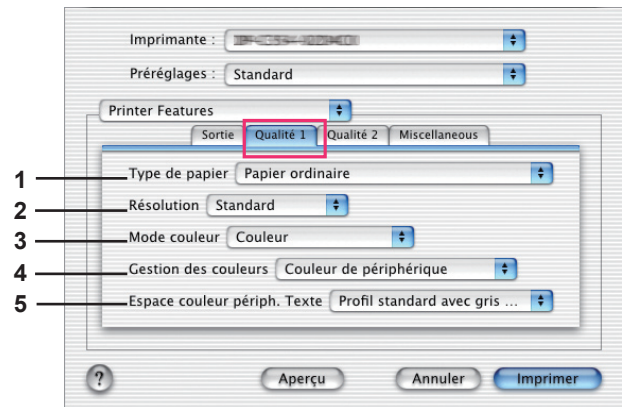 Imprimante :
Préréglages : Standard
Printer Features
Sortie Qualité 1 Qualité 2 Miscellaneous
1 Type de papier Papier ordinaire
2 Résolution Standard
3 Mode couleur Couleur
4 Gestion des couleurs Couleur de périphérique
5 Espace couleur périph. Texte Profil standard avec gris ...
? Aperçu Annuler Imprimer